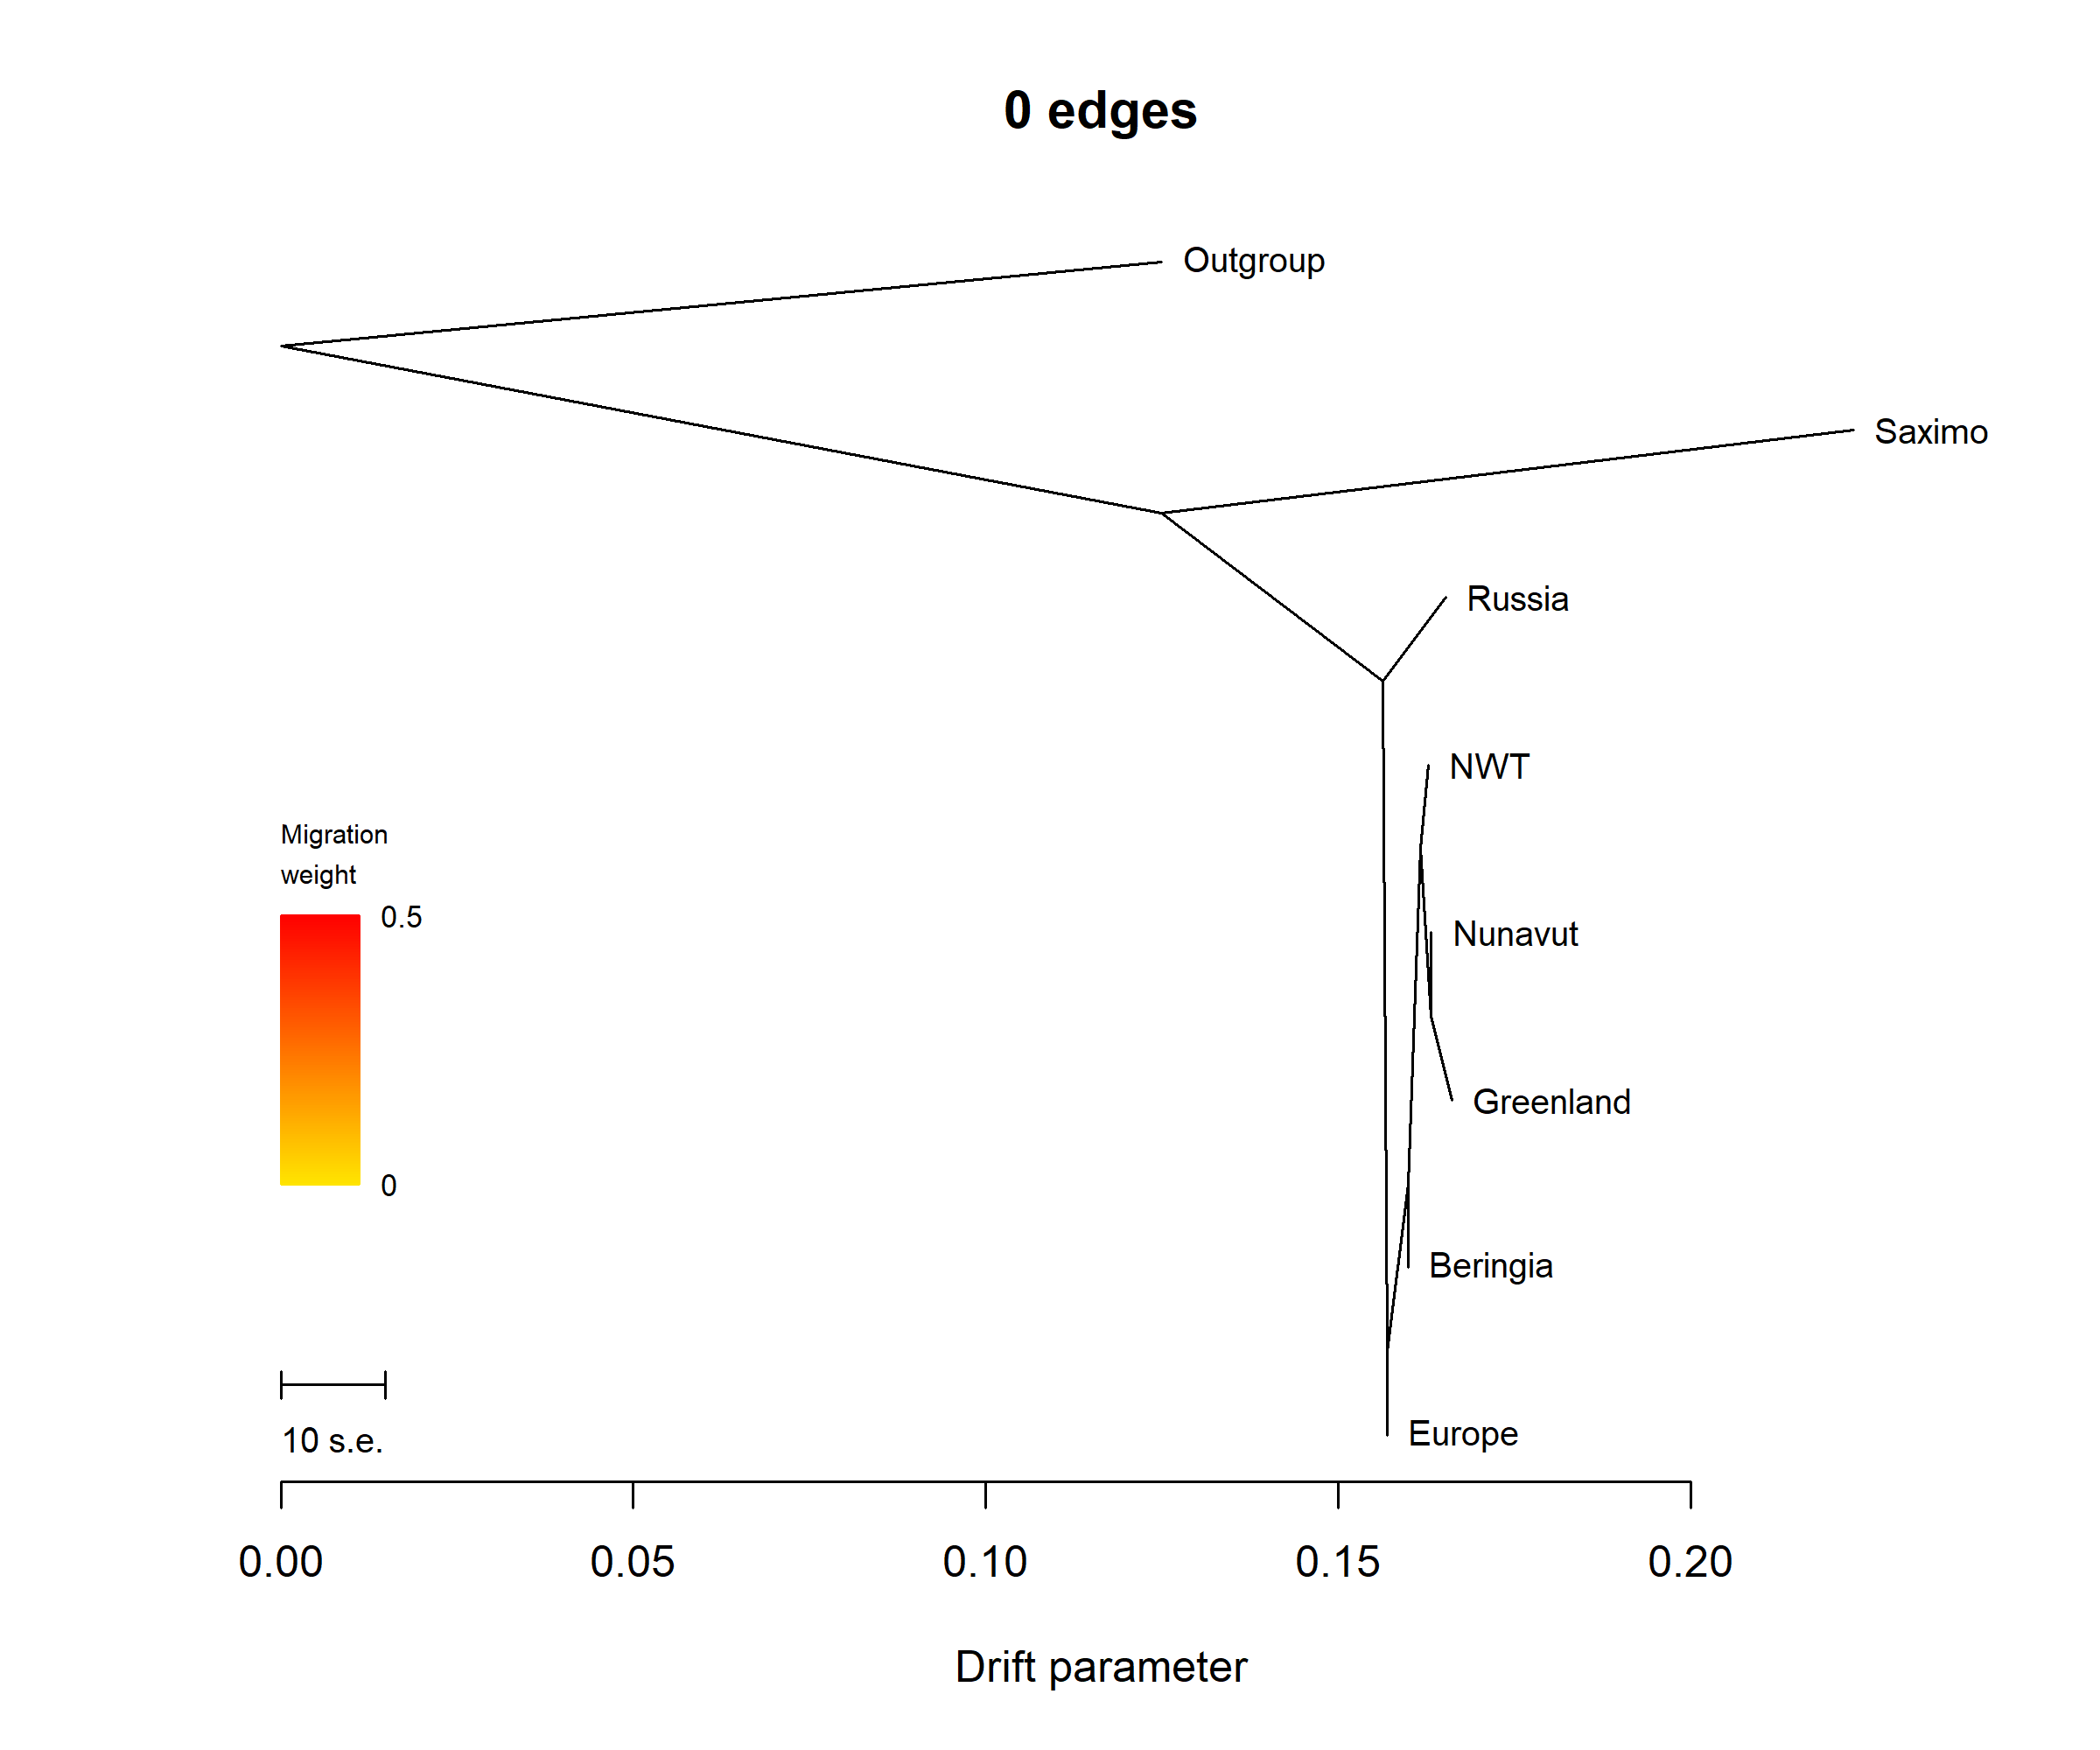 0 edges
Outgroup
Saximo
Russia
NWT
Migration
weight
0.5
Nunavut
Greenland
0
Beringia
10 s.e.
Europe
0.00 0.05 0.10 0.15 0.20
Drift parameter